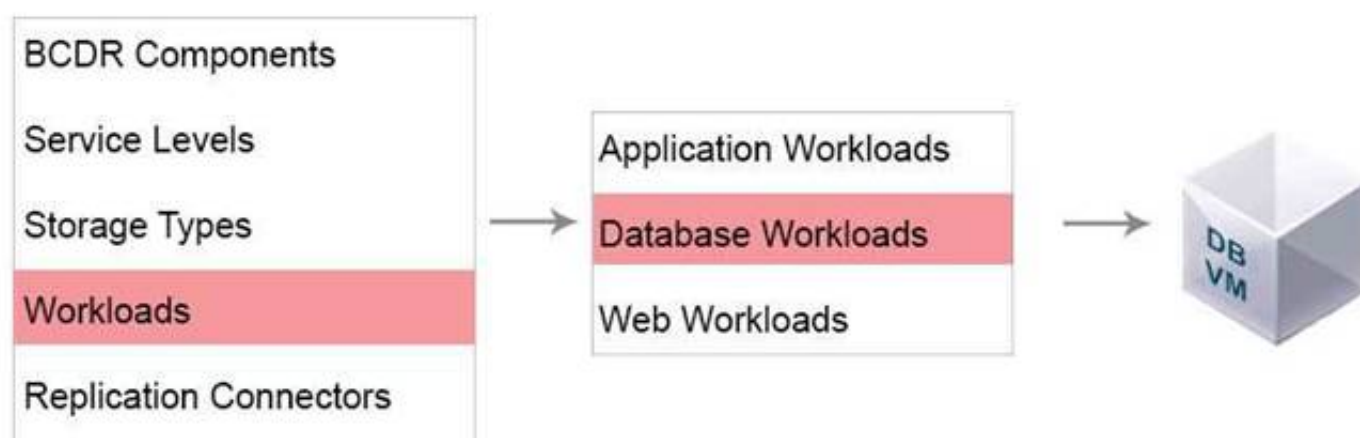 BCDR Components
Service Levels
Storage Types
Workloads
Replication Connectors
Application Workloads
Database Workloads
Web Workloads
DB
VM